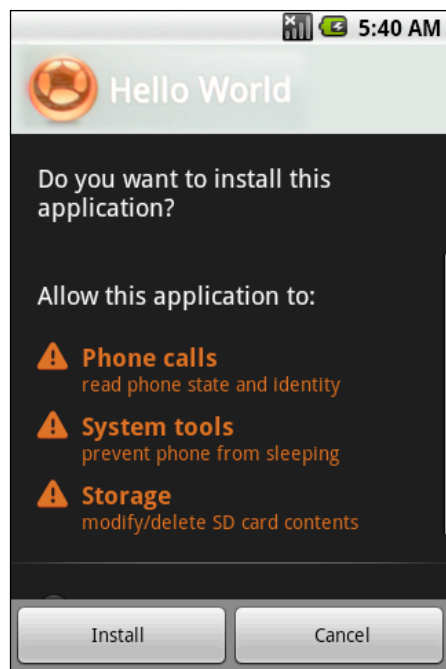 5:40 AM
Hello World
Do you want to install this
application?
Allow this application to:
Phone calls
read phone state and identity
System tools
prevent phone from sleeping
Storage
modify/delete SD card contents
Install
Cancel